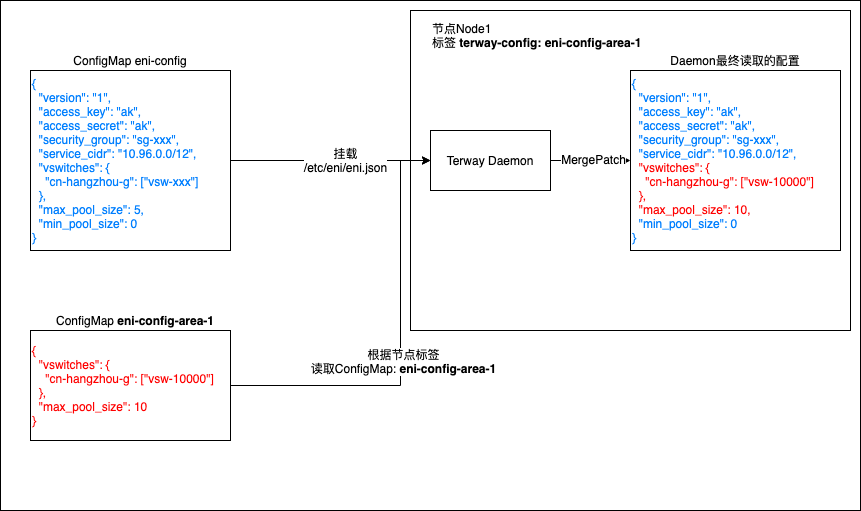 ConfigMap eni-config
{
"version": "1",
"access_key": "ak",
"access_secret": "ak",
"security_group": "sg-xxx",
"service_cidr": "10.96.0.0/12",
"vswitches": {
"cn-hangzhou-g": ["vsw-xxx"]
},
"max_pool_size": 5,
"min_pool_size": 0
}
挂载
/etc/eni/eni.json
节点Node1
标签 terway-config: eni-config-area-1
Terway Daemon
MergePatch
Daemon最终读取的配置
{
"version": "1",
"access_key": "ak",
"access_secret": "ak",
"security_group": "sg-xxx",
"service_cidr": "10.96.0.0/12",
"vswitches": {
"cn-hangzhou-g": ["vsw-10000"]
},
"max_pool_size": 10,
"min_pool_size": 0
}
ConfigMap eni-config-area-1
{
"vswitches": {
"cn-hangzhou-g": ["vsw-10000"]
},
"max_pool_size": 10
}
根据节点标签
读取ConfigMap: eni-config-area-1